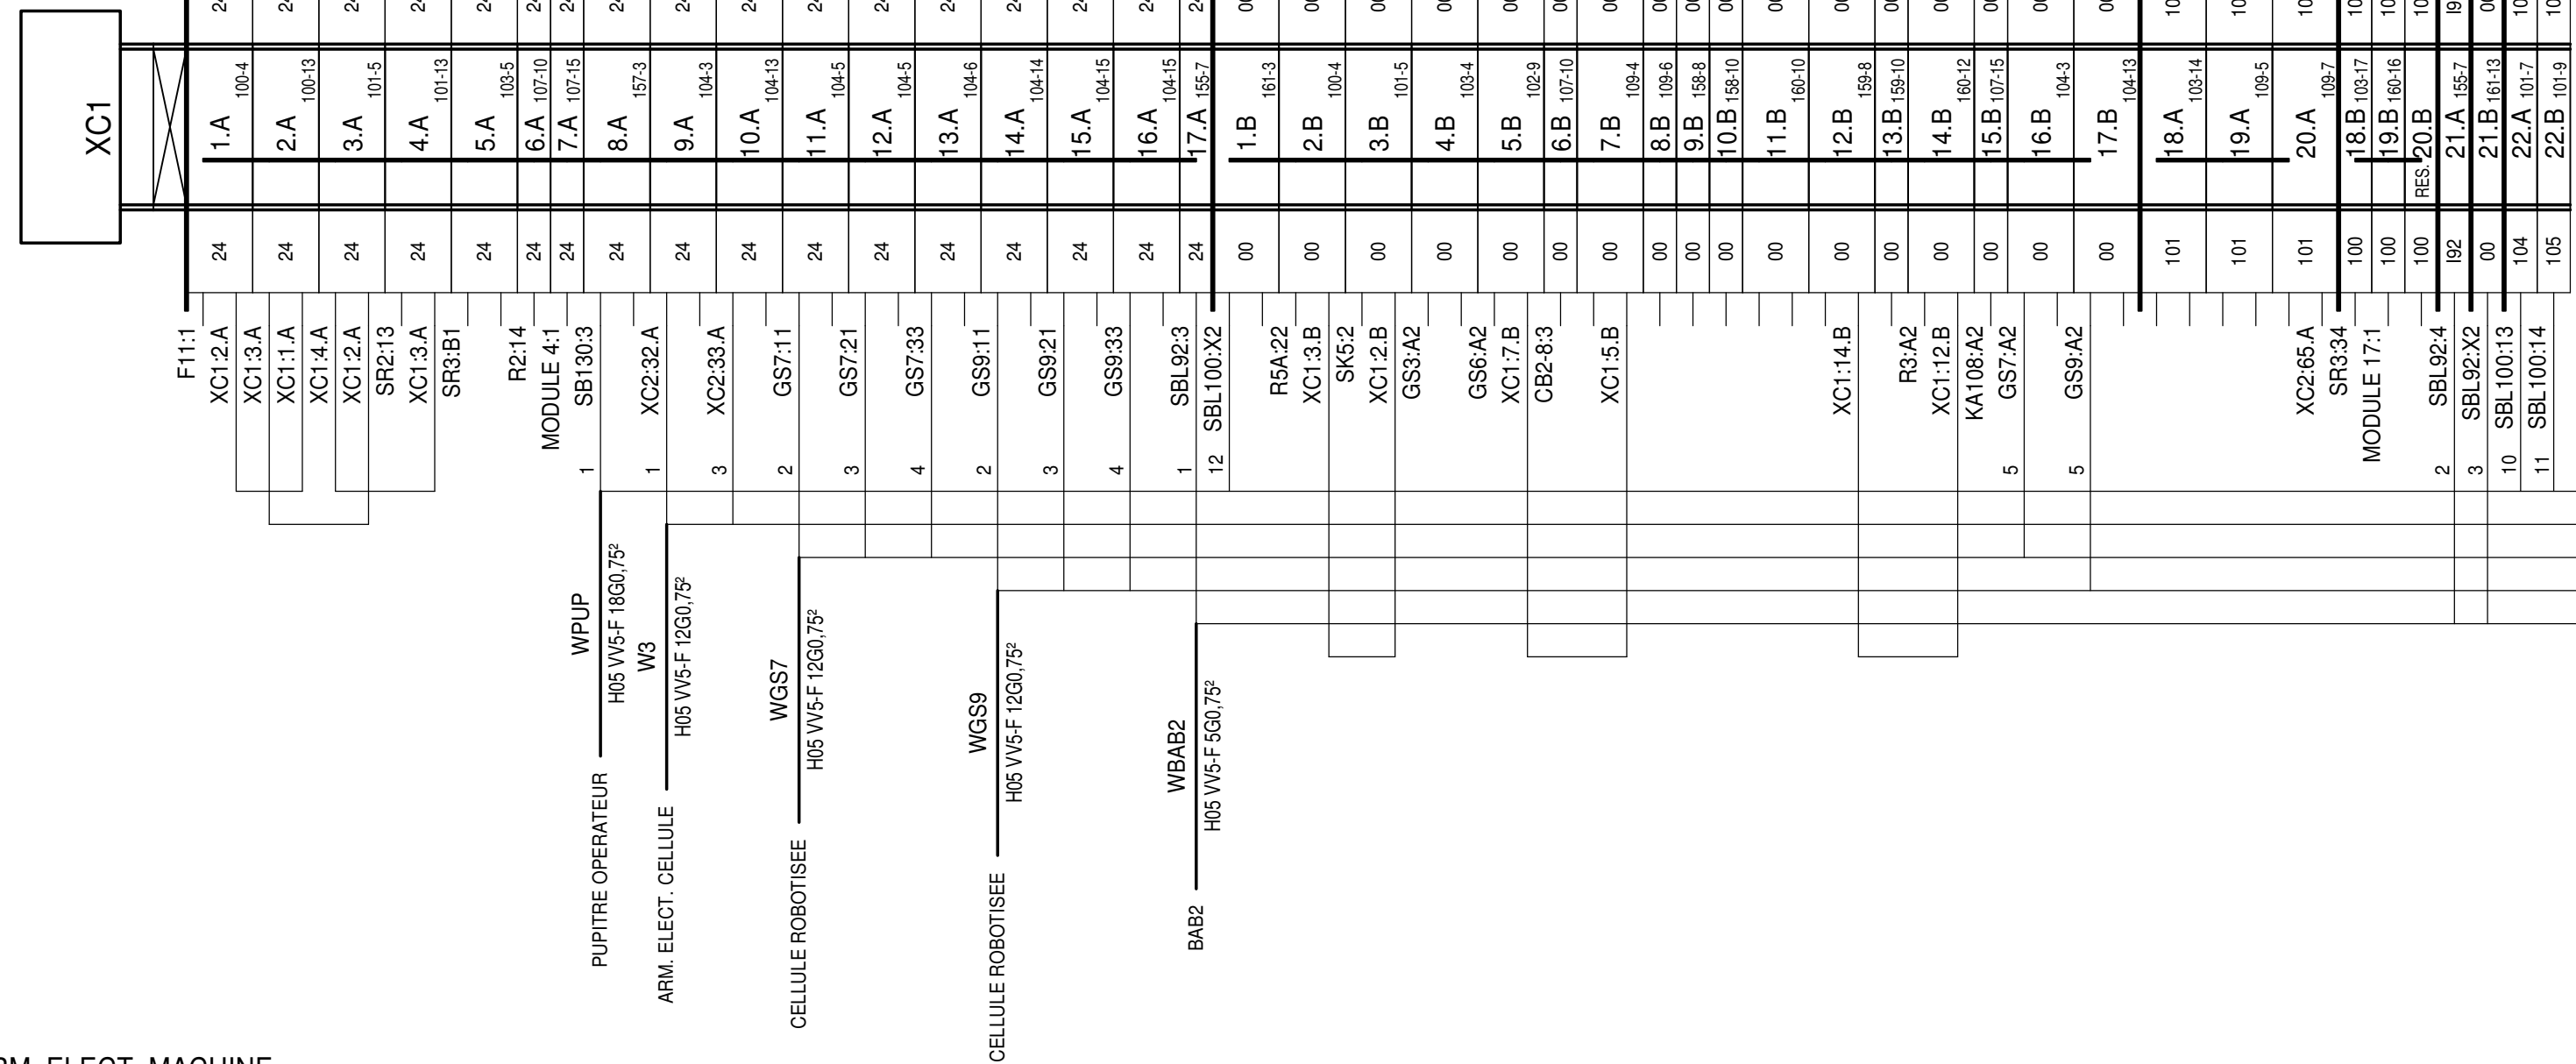 XC1
1.A 100-4
2.A 100-13
3.A 101-5
4.A 101-13
5.A 103-5
6.A 107-10
7.A 107-15
8.A 157-3
9.A 104-3
10.A 104-13
11.A 104-5
12.A 104-5
13.A 104-6
14.A 104-14
15.A 104-15
16.A 104-15
17.A 155-7
1.B 161-3
2.B 100-4
3.B 101-5
4.B 103-4
5.B 102-9
6.B 107-10
7.B 109-4
8.B 109-6
9.B 158-8
10.B 158-10
11.B 160-10
12.B 159-8
13.B 159-10
14.B 160-12
15.B 107-15
16.B 104-3
17.B 104-13
18.A 103-14
19.A 109-5
20.A 109-7
18.B 103-17
19.B 160-16
RES. 20.B
21.A 155-7
21.B 161-13
22.A 101-7
22.B 101-9
24 24 24 24 24 24 24 24 24 24 24 24 24 24 24 24 24 00 00 00 00 00 00 00 00 00 00 00 00 00 00 00 00 00 101 101 101 100 100 100 I92 00 104 105
F11:1
XC1:2.A
XC1:3.A
XC1:1.A
XC1:4.A
XC1:2.A
SR2:13
XC1:3.A
SR3:B1
R2:14
MODULE 4:1
SB130:3 1
XC2:32.A 1
XC2:33.A 3
GS7:11 2
GS7:21 3
GS7:33 4
GS9:11 2
GS9:21 3
GS9:33 4
SBL92:3 1
SBL100:X2 12
R5A:22
XC1:3.B
SK5:2
XC1:2.B
GS3:A2
GS6:A2
XC1:7.B
CB2-8:3
XC1:5.B
XC1:14.B
R3:A2
XC1:12.B
KA108:A2
GS7:A2 5
GS9:A2 5
XC2:65.A
SR3:34
MODULE 17:1
SBL92:4 2
SBL92:X2 3
SBL100:13 10
SBL100:14 11
WPUP
H05 VV5-F 18G0,75²
PUPITRE OPERATEUR
W3
H05 VV5-F 12G0,75²
ARM. ELECT. CELLULE
WGS7
H05 VV5-F 12G0,75²
CELLULE ROBOTISEE
WGS9
H05 VV5-F 12G0,75²
CELLULE ROBOTISEE
WBAB2
H05 VV5-F 5G0,75²
BAB2
ELECT. MACHINE